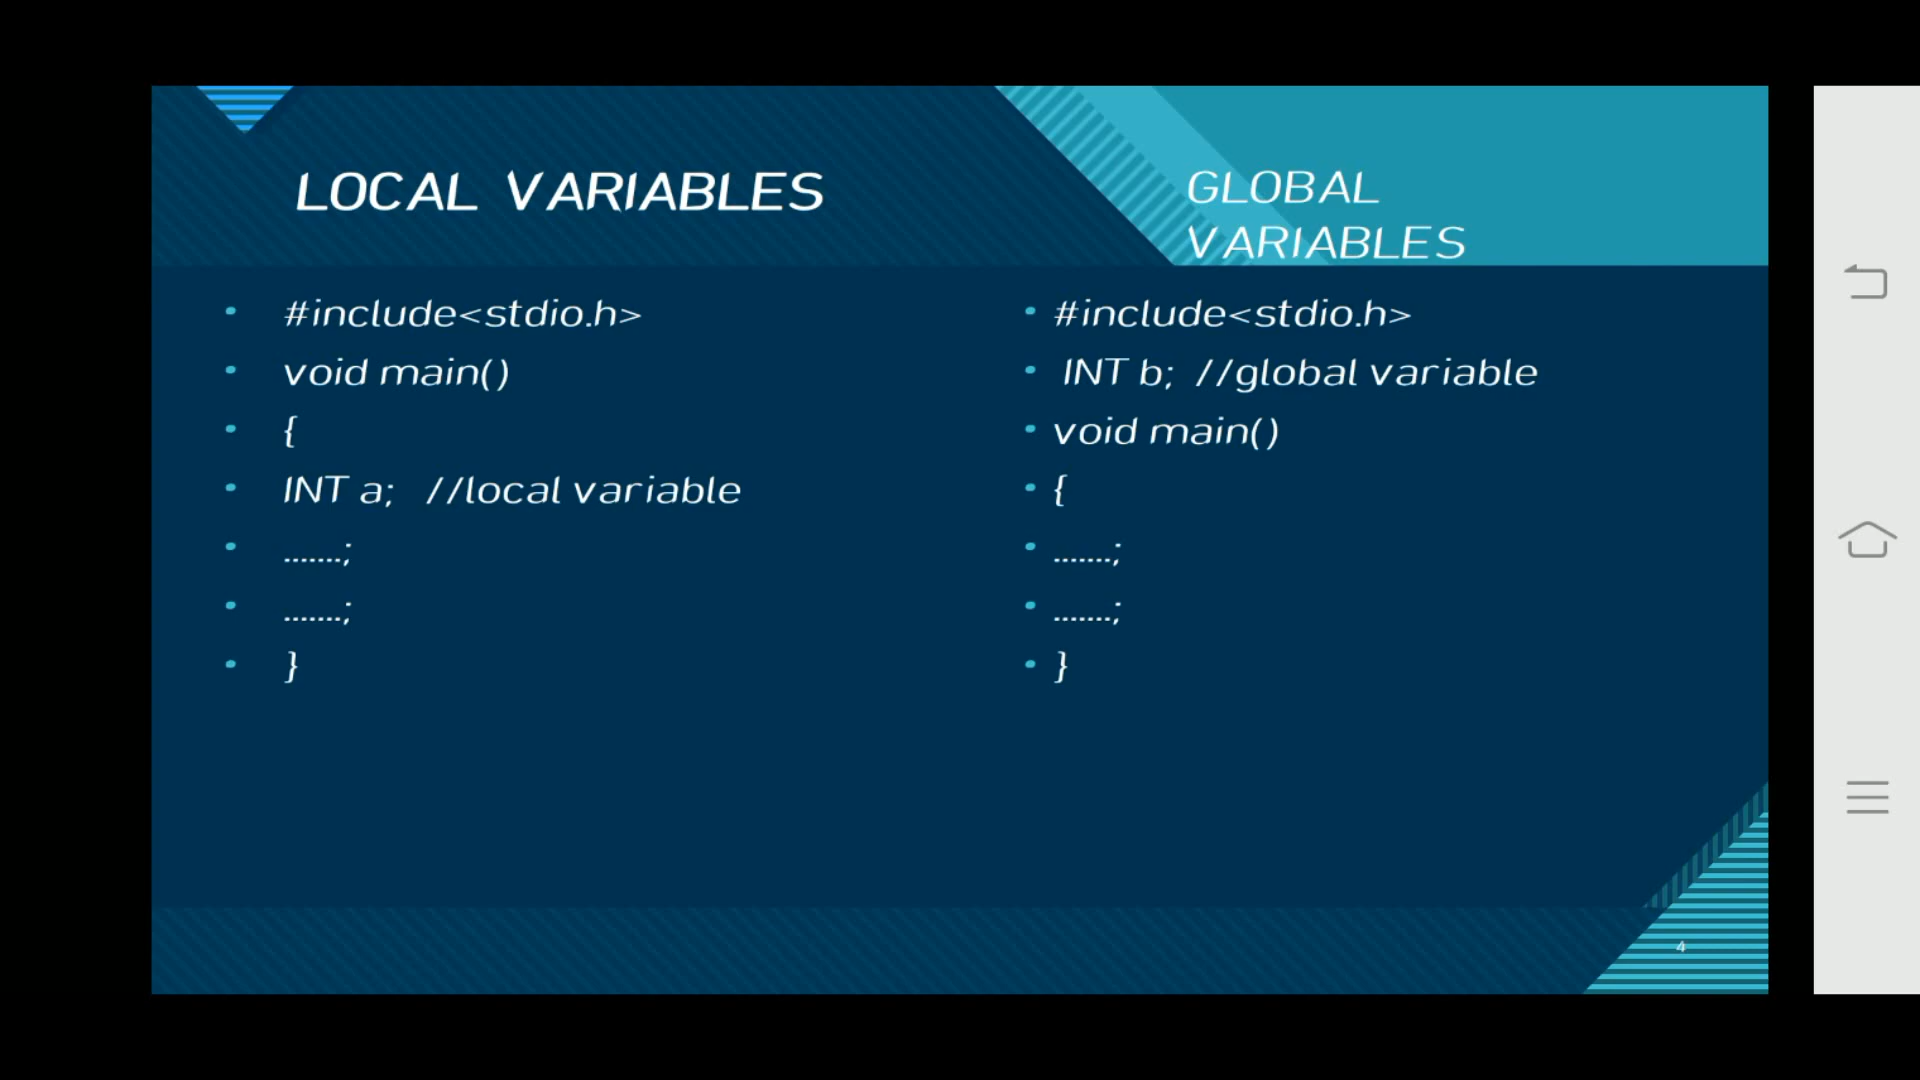 LOCAL VARIABLES
#include<stdio.h>
void main()
{
INT a; //local variable
.......;
.......;
}
GLOBAL
VARIABLES
#include<stdio.h>
INT b; //global variable
void main()
{
.......;
.......;
}
4